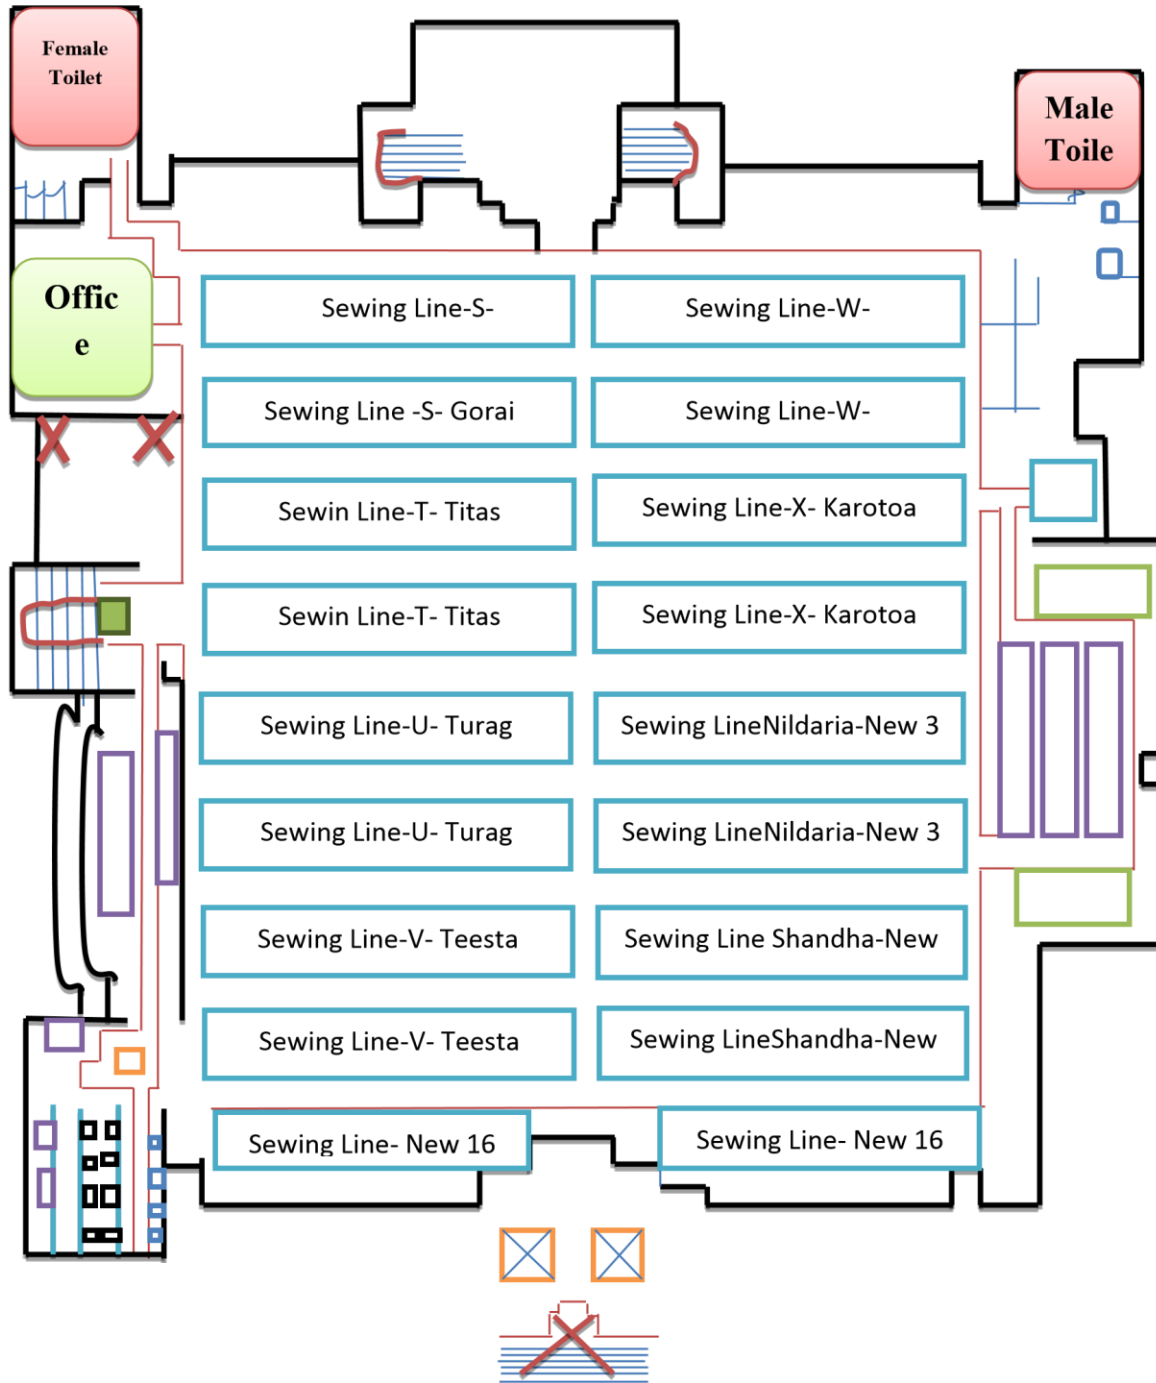 Female
Toilet
Male
Toile
Offic
e
Sewing Line-S-
Sewing Line-W-
Sewing Line -S- Gorai
Sewing Line-W-
Sewin Line-T- Titas
Sewing Line-X- Karotoa
Sewin Line-T- Titas
Sewing Line-X- Karotoa
Sewing Line-U- Turag
Sewing LineNildaria-New 3
Sewing Line-U- Turag
Sewing LineNildaria-New 3
Sewing Line-V- Teesta
Sewing Line Shandha-New
Sewing Line-V- Teesta
Sewing LineShandha-New
Sewing Line- New 16
Sewing Line- New 16